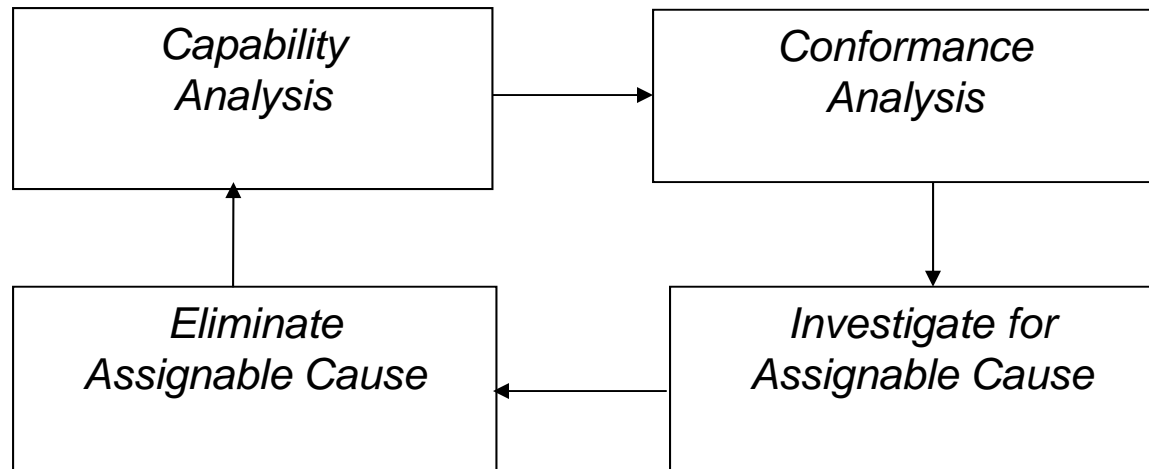 Capability
Analysis
Conformance
Analysis
Eliminate
Assignable Cause
Investigate for
Assignable Cause